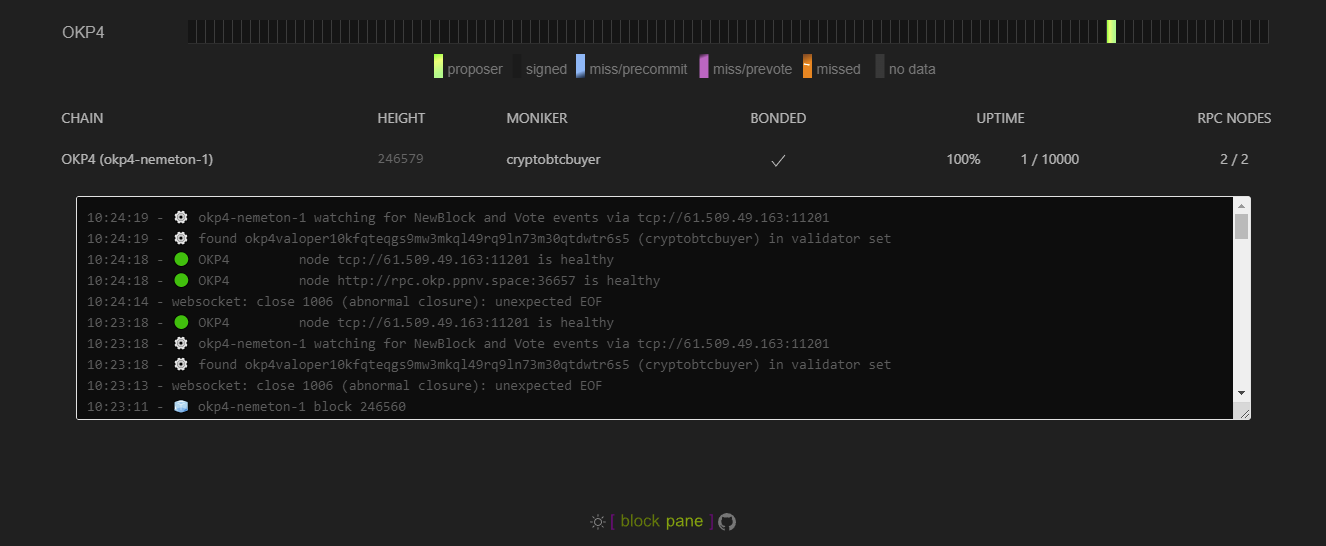 OKP4
proposer signed miss/precommit miss/prevote missed no data
CHAIN HEIGHT MONIKER BONDED UPTIME RPC NODES
OKP4 (okp4-nemeton-1) 246579 cryptobtcbuyer 100% 1 / 10000 2 / 2
10:24:19 - okp4-nemeton-1 watching for NewBlock and Vote events via tcp://61.509.49.163:11201
10:24:19 - found okp4valoper10kfqteqgs9mw3mkql49rq9ln73m30qtdwtr6s5 (cryptobtcbuyer) in validator set
10:24:18 - OKP4 node tcp://61.509.49.163:11201 is healthy
10:24:18 - OKP4 node http://rpc.okp.ppnv.space:36657 is healthy
10:24:14 - websocket: close 1006 (abnormal closure): unexpected EOF
10:23:18 - OKP4 node tcp://61.509.49.163:11201 is healthy
10:23:18 - okp4-nemeton-1 watching for NewBlock and Vote events via tcp://61.509.49.163:11201
10:23:18 - found okp4valoper10kfqteqgs9mw3mkql49rq9ln73m30qtdwtr6s5 (cryptobtcbuyer) in validator set
10:23:13 - websocket: close 1006 (abnormal closure): unexpected EOF
10:23:11 - okp4-nemeton-1 block 246560
[ block pane ]